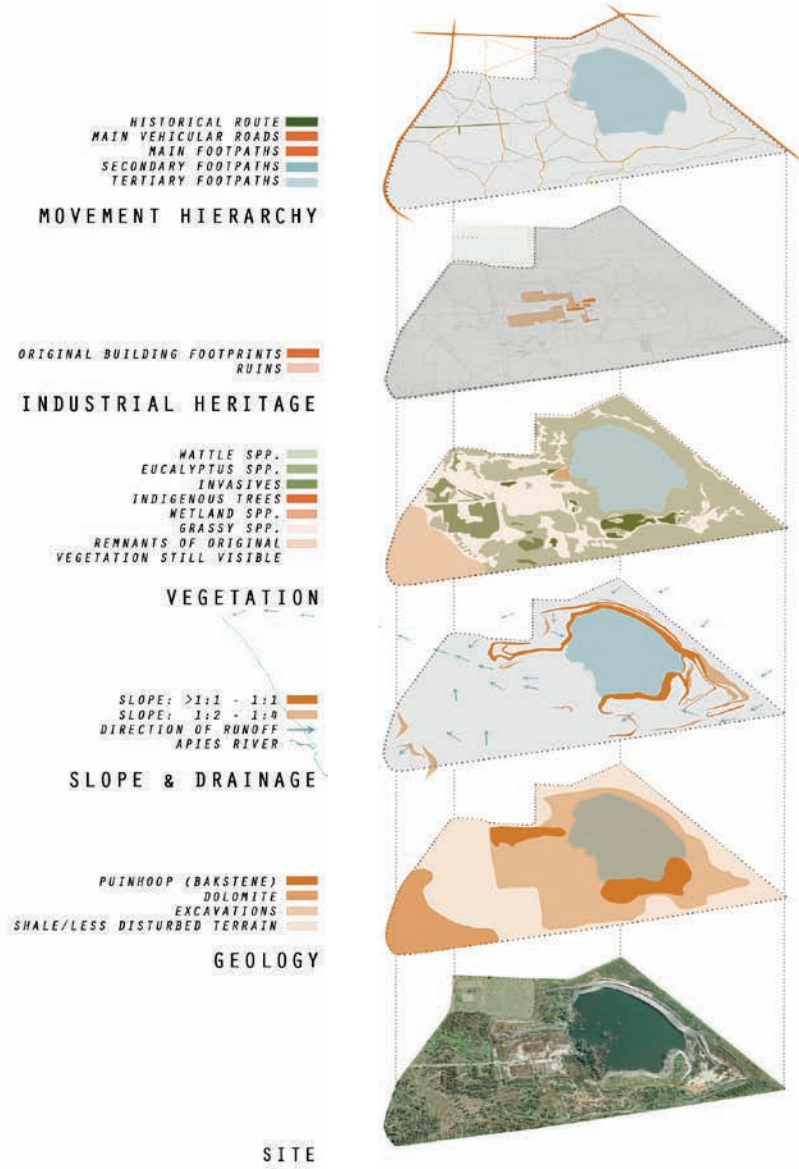 HISTORICAL ROUTE
MAIN VEHICULAR ROADS
MAIN FOOTPATHS
SECONDARY FOOTPATHS
TERTIARY FOOTPATHS
MOVEMENT HIERARCHY
ORIGINAL BUILDING FOOTPRINTS
RUINS
INDUSTRIAL HERITAGE
WATTLE SPP.
EUCALYPTUS SPP.
INVASIVES
INDIGENOUS TREES
WETLAND SPP.
GRASSY SPP.
REMNANTS OF ORIGINAL
VEGETATION STILL VISIBLE
VEGETATION
SLOPE: >1:1 - 1:1
SLOPE: 1:2 - 1:4
DIRECTION OF RUNOFF
APIES RIVER
SLOPE & DRAINAGE
PUINHOOP (BAKSTENE)
DOLOMITE
EXCAVATIONS
SHALE/LESS DISTURBED TERRAIN
GEOLOGY
SITE